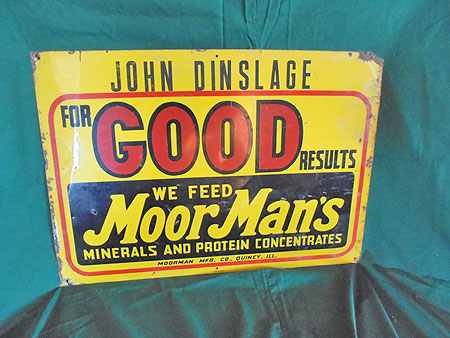 JOHN DINSLAGE
FOR GOOD RESULTS
WE FEED
MoorMan's
MINERALS AND PROTEIN CONCENTRATES
MOORMAN MFG. CO., QUINCY, ILL.